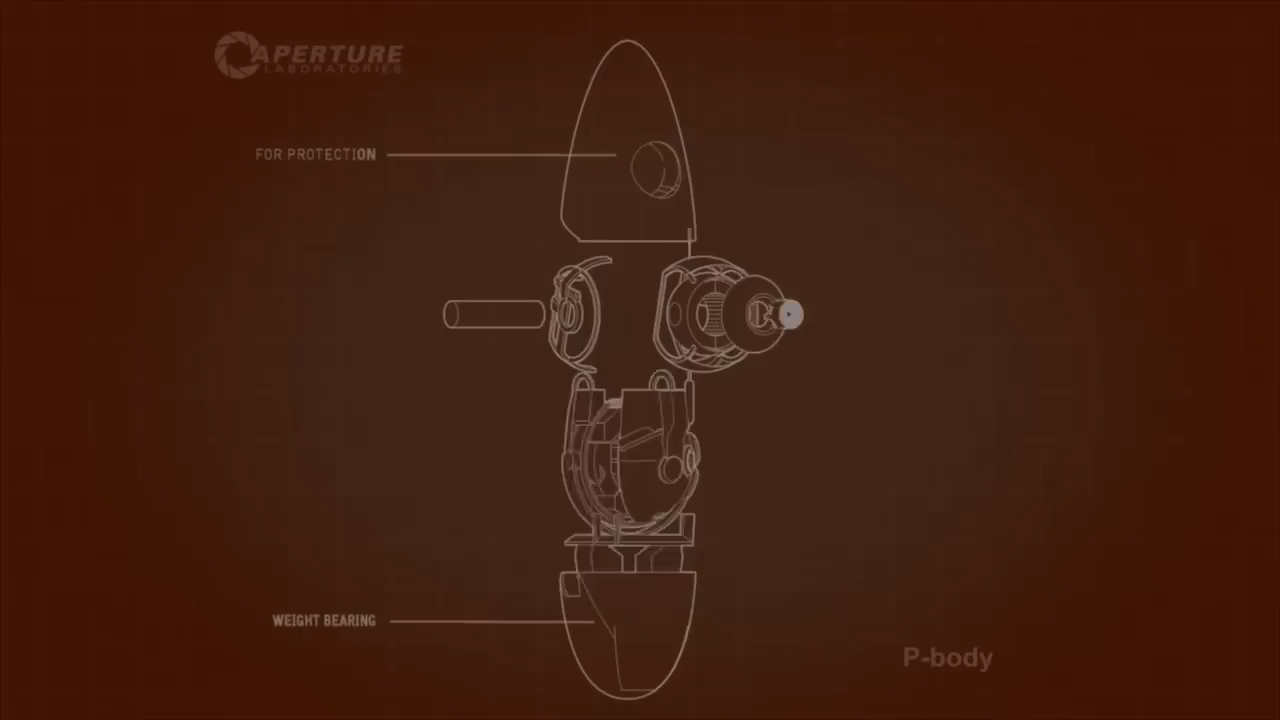 APERTURE
LABORATORIES
FOR PROTECTION
WEIGHT BEARING
P-body